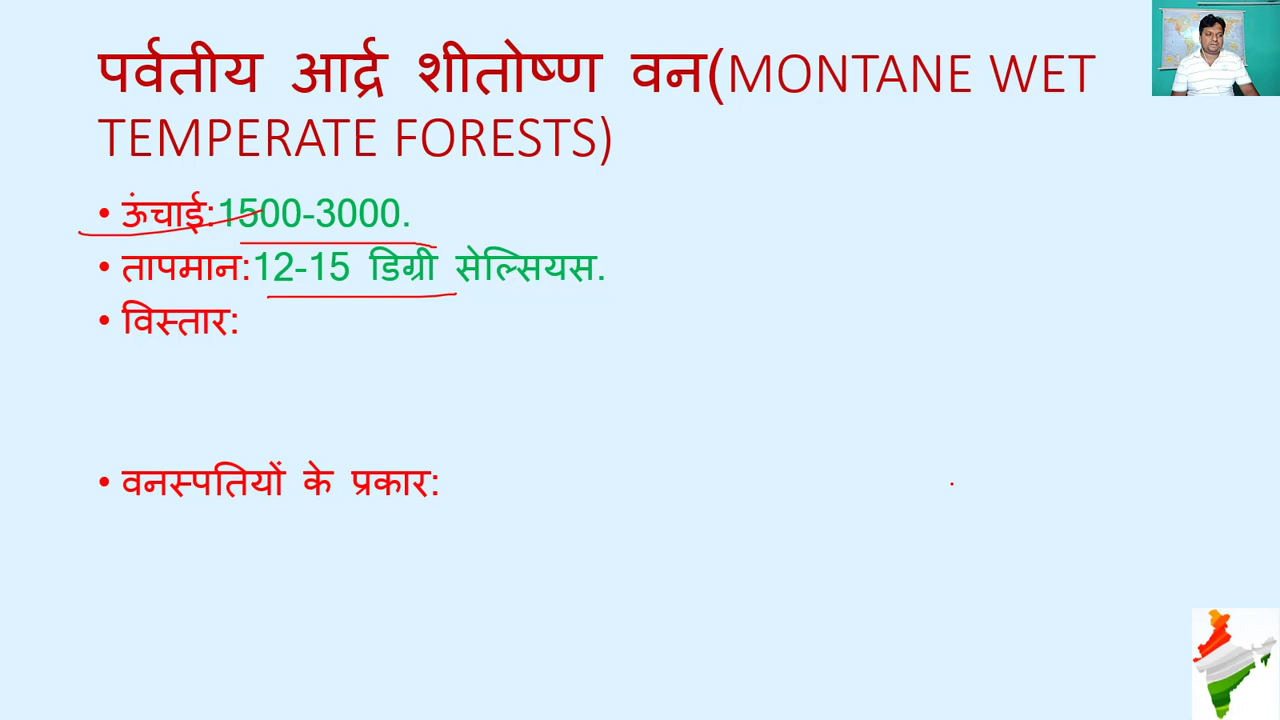 पर्वतीय आर्द्र शीतोष्ण वन(MONTANE WET
TEMPERATE FORESTS)
• ऊंचाई:1500-3000.
• तापमान:12-15 डिग्री सेल्सियस.
• विस्तार:
• वनस्पतियों के प्रकार: